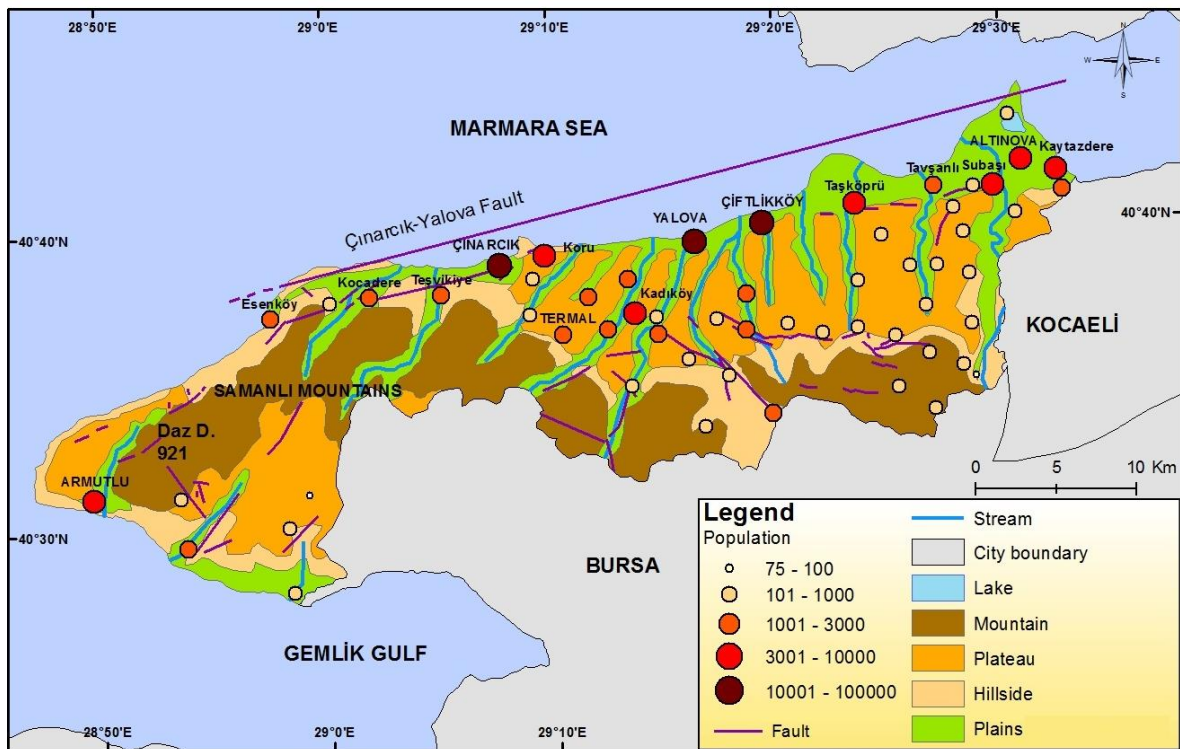 28°50'E 29°0'E 29°10'E 29°20'E 29°30'E
N
W E
S
MARMARA SEA
ALTINOVA
Kaytazdere
Tavşanlı Subaşı
Taşköprü
ÇİFTLİKKÖY
YALOVA
40°40'N
40°40'N
Çınarcık-Yalova Fault
ÇINARCIK
Koru
Kocadere Teşvikiye
Esenköy
Kadıköy
TERMAL
KOCAELİ
SAMANLI MOUNTAINS
Daz D.
921
ARMUTLU
0 5 10 Km
40°30'N
BURSA
GEMLİK GULF
Legend
Population
75 - 100
101 - 1000
1001 - 3000
3001 - 10000
10001 - 100000
Fault
Stream
City boundary
Lake
Mountain
Plateau
Hillside
Plains
28°50'E 29°0'E 29°10'E